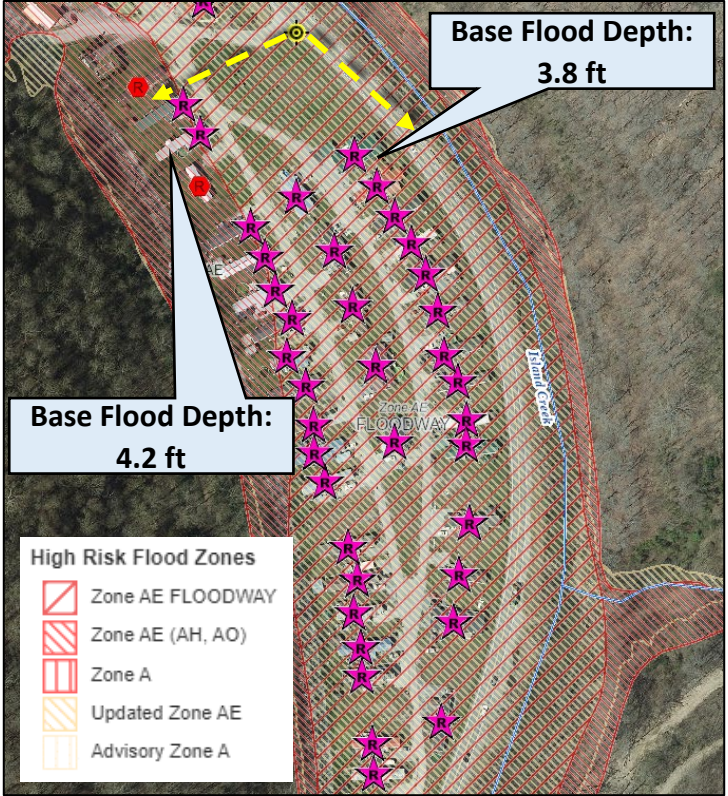 Base Flood Depth:
3.8 ft
R
R
R
R
R
R
R
R
R
R
R
R
AE
R
R
R
R
R
R
R
R
R
R
Island Creek
R
R
Zone AE
FLOODWAY
R
R
R
R
R
R
Base Flood Depth:
4.2 ft
R
R
R
R
R
R
R
R
R
R
R
High Risk Flood Zones
Zone AE FLOODWAY
Zone AE (AH, AO)
Zone A
Updated Zone AE
Advisory Zone A